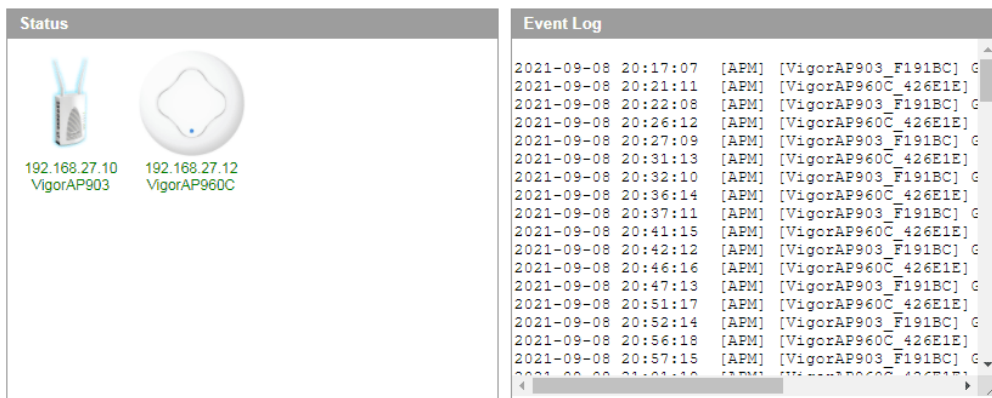 Status
192.168.27.10
VigorAP903
192.168.27.12
VigorAP960C
Event Log
2021-09-08 20:17:07 [APM] [VigorAP903_F191BC] G
2021-09-08 20:21:11 [APM] [VigorAP960C_426E1E]
2021-09-08 20:22:08 [APM] [VigorAP903_F191BC] G
2021-09-08 20:26:12 [APM] [VigorAP960C_426E1E]
2021-09-08 20:27:09 [APM] [VigorAP903_F191BC] G
2021-09-08 20:31:13 [APM] [VigorAP960C_426E1E]
2021-09-08 20:32:10 [APM] [VigorAP903_F191BC] G
2021-09-08 20:36:14 [APM] [VigorAP960C_426E1E]
2021-09-08 20:37:11 [APM] [VigorAP903_F191BC] G
2021-09-08 20:41:15 [APM] [VigorAP960C_426E1E]
2021-09-08 20:42:12 [APM] [VigorAP903_F191BC] G
2021-09-08 20:46:16 [APM] [VigorAP960C_426E1E]
2021-09-08 20:47:13 [APM] [VigorAP903_F191BC] G
2021-09-08 20:51:17 [APM] [VigorAP960C_426E1E]
2021-09-08 20:52:14 [APM] [VigorAP903_F191BC] G
2021-09-08 20:56:18 [APM] [VigorAP960C_426E1E]
2021-09-08 20:57:15 [APM] [VigorAP903_F191BC] G